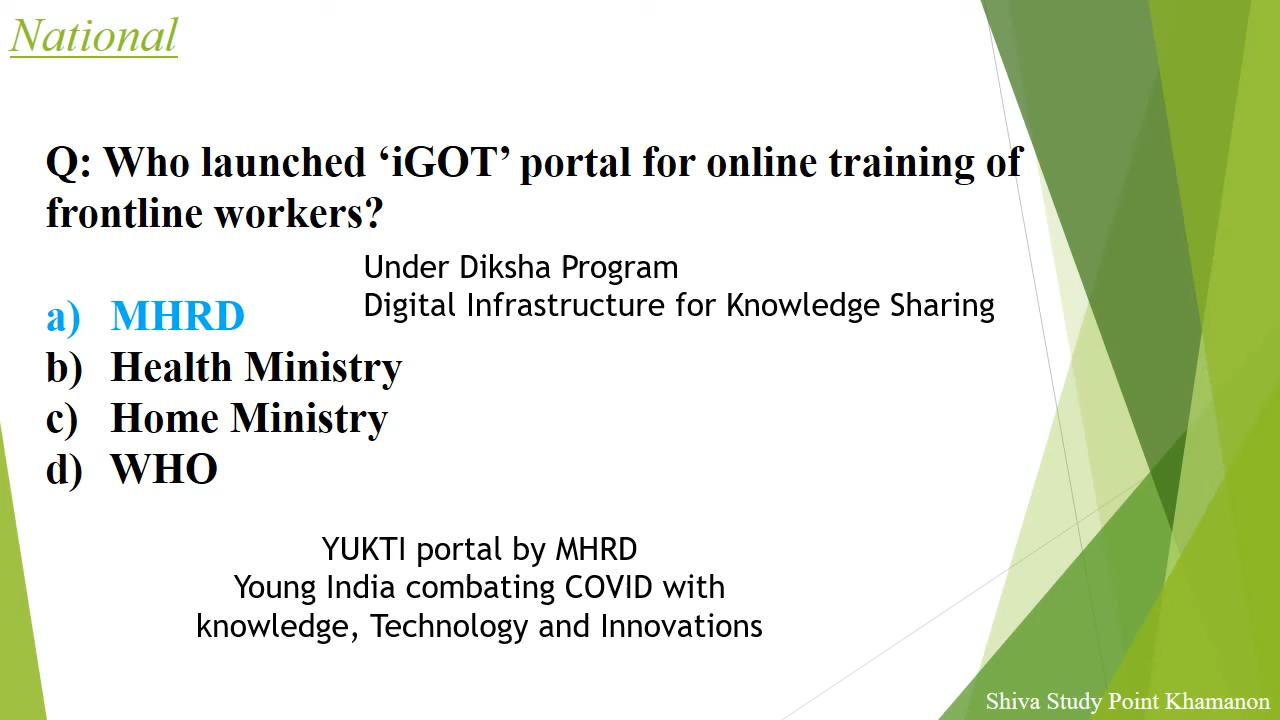 National
Q: Who launched ‘iGOT’ portal for online training of
frontline workers?
Under Diksha Program
Digital Infrastructure for Knowledge Sharing
a) MHRD
b) Health Ministry
c) Home Ministry
d) WHO
YUKTI portal by MHRD
Young India combating COVID with
knowledge, Technology and Innovations
Shiva Study Point Khamanon